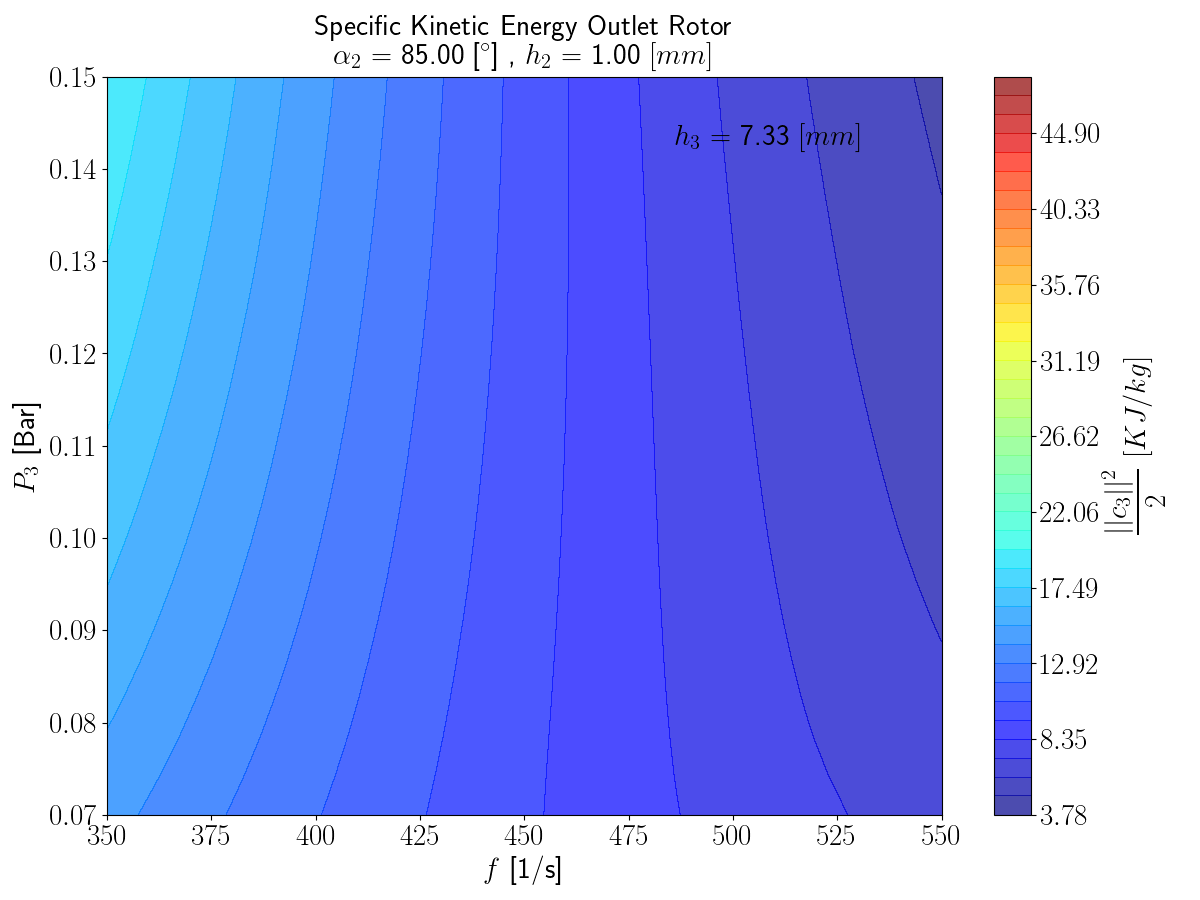 Specific Kinetic Energy Outlet Rotor
α₂ = 85.00 [°] , h₂ = 1.00 [mm]
h₃ = 7.33 [mm]
0.15
0.14
0.13
0.12
0.11
0.10
0.09
0.08
0.07
P₃ [Bar]
350 375 400 425 450 475 500 525 550
f [1/s]
44.90
40.33
35.76
31.19
26.62
22.06
17.49
12.92
8.35
3.78
||c₃||²/2 [KJ/kg]